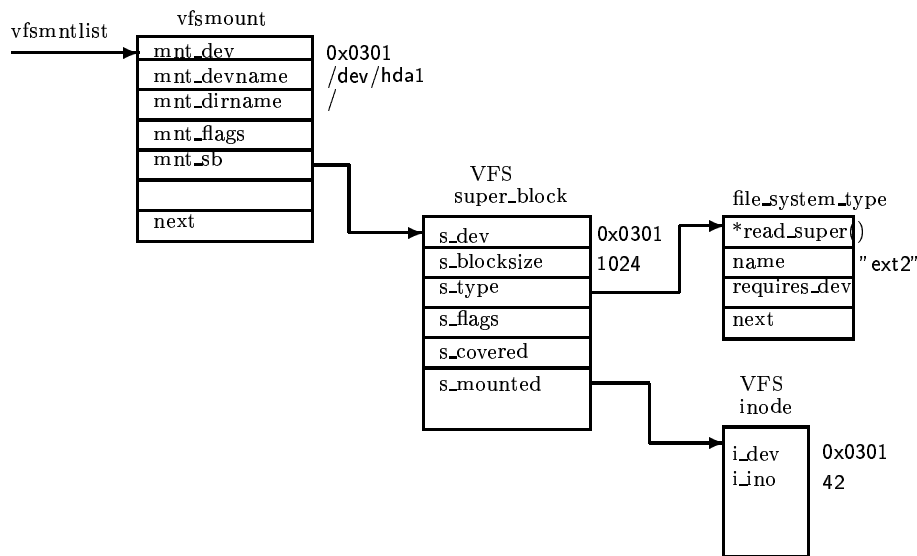 vfsmntlist
vfsmount
mnt_dev 0x0301
mnt_devname /dev/hda1
mnt_dirname /
mnt_flags
mnt_sb
next
VFS
super_block
s_dev 0x0301
s_blocksize 1024
s_type
s_flags
s_covered
s_mounted
file_system_type
*read_super()
name "ext2"
requires_dev
next
VFS
inode
i_dev 0x0301
i_ino 42